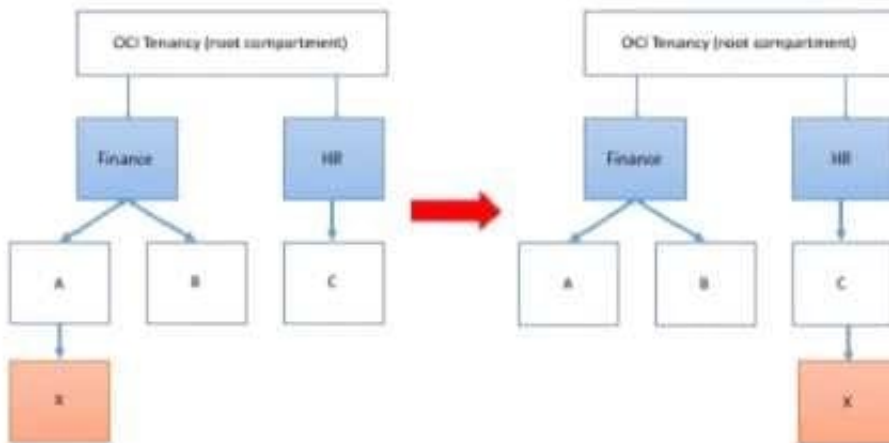 OCI Tenancy (root compartment)
OCI Tenancy (root compartment)
Finance
HR
Finance
HR
A
B
C
A
B
C
X
X